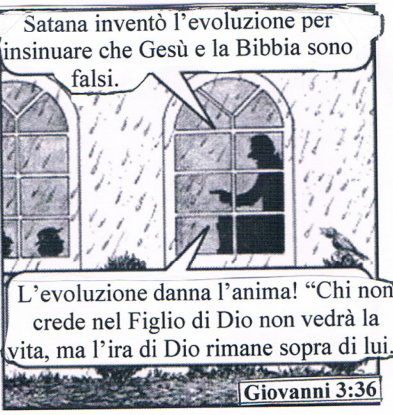 Satana inventò l'evoluzione per
insinuare che Gesù e la Bibbia sono
falsi.
L'evoluzione danna l'anima! “Chi non
crede nel Figlio di Dio non vedrà la
vita, ma l'ira di Dio rimane sopra di lui.
Giovanni 3:36